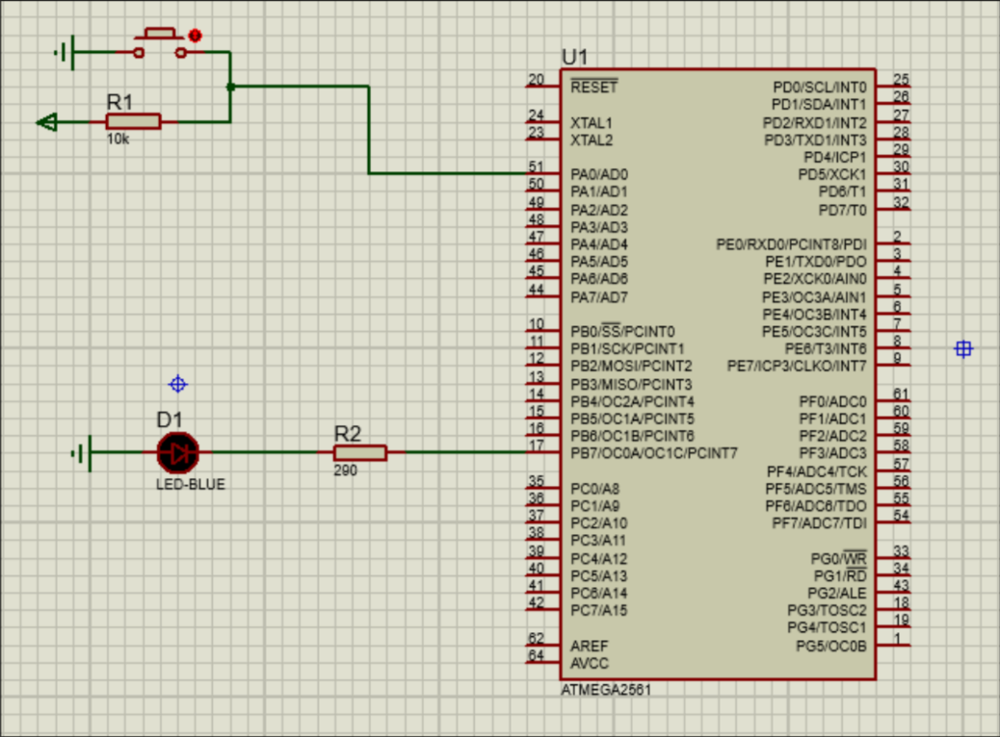 R1
10k
D1
LED-BLUE
R2
290
U1
20 RESET PD0/SCL/INT0 25
PD1/SDA/INT1 26
24 XTAL1 PD2/RXD1/INT2 27
23 XTAL2 PD3/TXD1/INT3 28
PD4/ICP1 29
51 PA0/AD0 PD5/XCK1 30
50 PA1/AD1 PD6/T1 31
49 PA2/AD2 PD7/T0 32
48 PA3/AD3
47 PA4/AD4 PE0/RXD0/PCINT8/PDI 2
46 PA5/AD5 PE1/TXD0/PDO 3
45 PA6/AD6 PE2/XCK0/AIN0 4
44 PA7/AD7 PE3/OC3A/AIN1 5
PE4/OC3B/INT4 6
10 PB0/SS/PCINT0 PE5/OC3C/INT5 7
11 PB1/SCK/PCINT1 PE6/T3/INT6 8
12 PB2/MOSI/PCINT2 PE7/ICP3/CLKO/INT7 9
13 PB3/MISO/PCINT3
14 PB4/OC2A/PCINT4 PF0/ADC0 61
15 PB5/OC1A/PCINT5 PF1/ADC1 60
16 PB6/OC1B/PCINT6 PF2/ADC2 59
17 PB7/OC0A/OC1C/PCINT7 PF3/ADC3 58
PF4/ADC4/TCK 57
35 PC0/A8 PF5/ADC5/TMS 56
36 PC1/A9 PF6/ADC6/TDO 55
37 PC2/A10 PF7/ADC7/TDI 54
38 PC3/A11
39 PC4/A12 PG0/WR 33
40 PC5/A13 PG1/RD 34
41 PC6/A14 PG2/ALE 43
42 PC7/A15 PG3/TOSC2 18
PG4/TOSC1 19
62 AREF PG5/OC0B 1
64 AVCC
ATMEGA2561